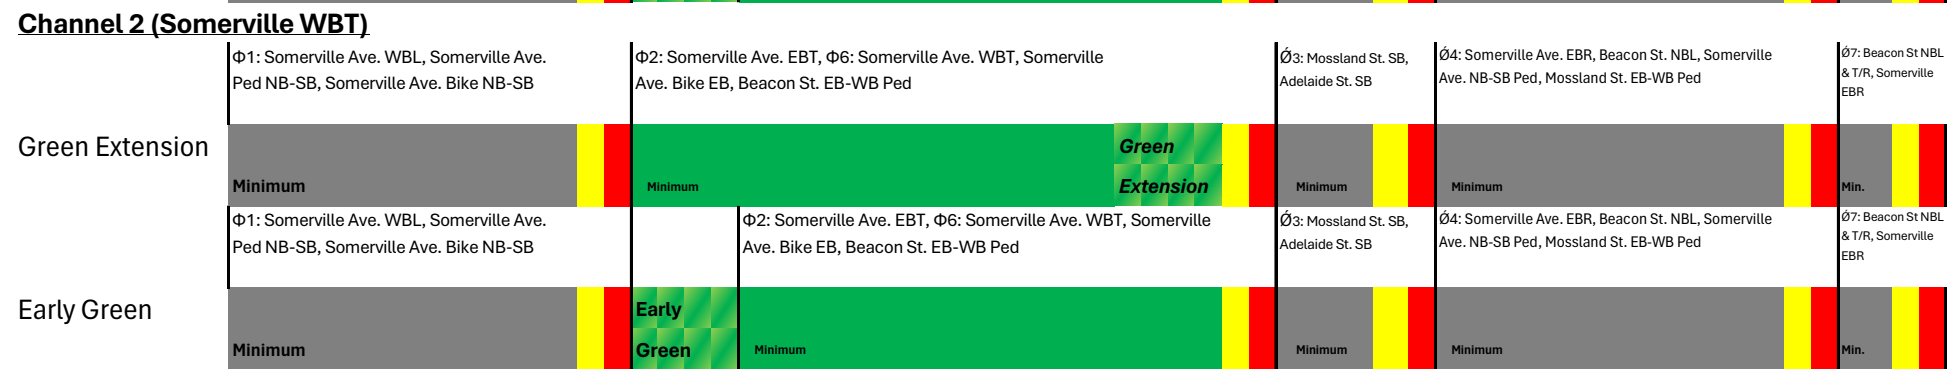 Channel 2 (Somerville WBT)
Φ1: Somerville Ave. WBL, Somerville Ave.
Ped NB-SB, Somerville Ave. Bike NB-SB
Φ2: Somerville Ave. EBT, Φ6: Somerville Ave. WBT, Somerville
Ave. Bike EB, Beacon St. EB-WB Ped
Ǿ3: Mossland St. SB,
Adelaide St. SB
Ǿ4: Somerville Ave. EBR, Beacon St. NBL, Somerville
Ave. NB-SB Ped, Mossland St. EB-WB Ped
Ǿ7: Beacon St NBL
& T/R, Somerville
EBR
Green Extension
Minimum
Minimum
Green
Extension
Minimum
Minimum
Min.
Φ1: Somerville Ave. WBL, Somerville Ave.
Ped NB-SB, Somerville Ave. Bike NB-SB
Φ2: Somerville Ave. EBT, Φ6: Somerville Ave. WBT, Somerville
Ave. Bike EB, Beacon St. EB-WB Ped
Ǿ3: Mossland St. SB,
Adelaide St. SB
Ǿ4: Somerville Ave. EBR, Beacon St. NBL, Somerville
Ave. NB-SB Ped, Mossland St. EB-WB Ped
Ǿ7: Beacon St NBL
& T/R, Somerville
EBR
Early Green
Minimum
Early
Green
Minimum
Minimum
Minimum
Min.